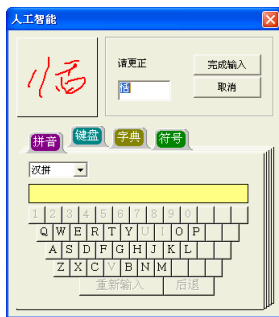 人工智能
请更正
完成输入
取消
拼音
键盘
字典
符号
汉拼
1 2 3 4 5 6 7 8 9 0
Q W E R T Y U I O P
A S D F G H J K L
Z X C V B N M
重新输入 后退